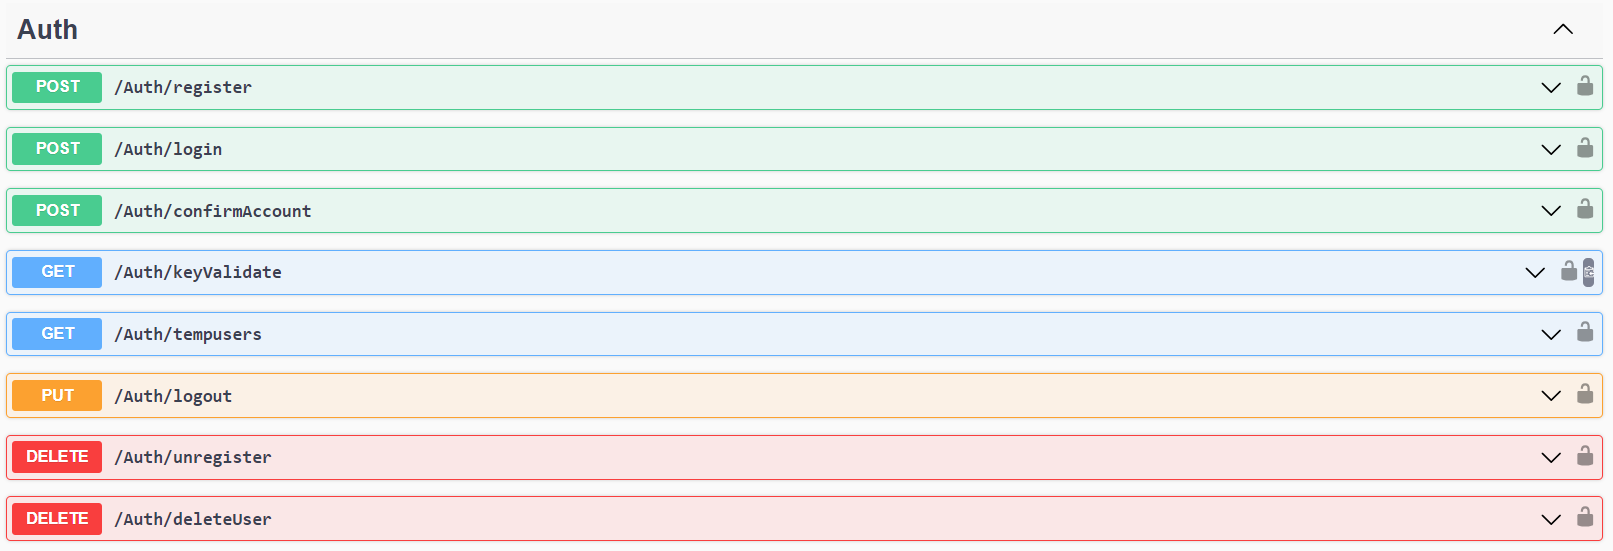 Auth
POST /Auth/register
POST /Auth/login
POST /Auth/confirmAccount
GET /Auth/keyValidate
GET /Auth/tempusers
PUT /Auth/logout
DELETE /Auth/unregister
DELETE /Auth/deleteUser